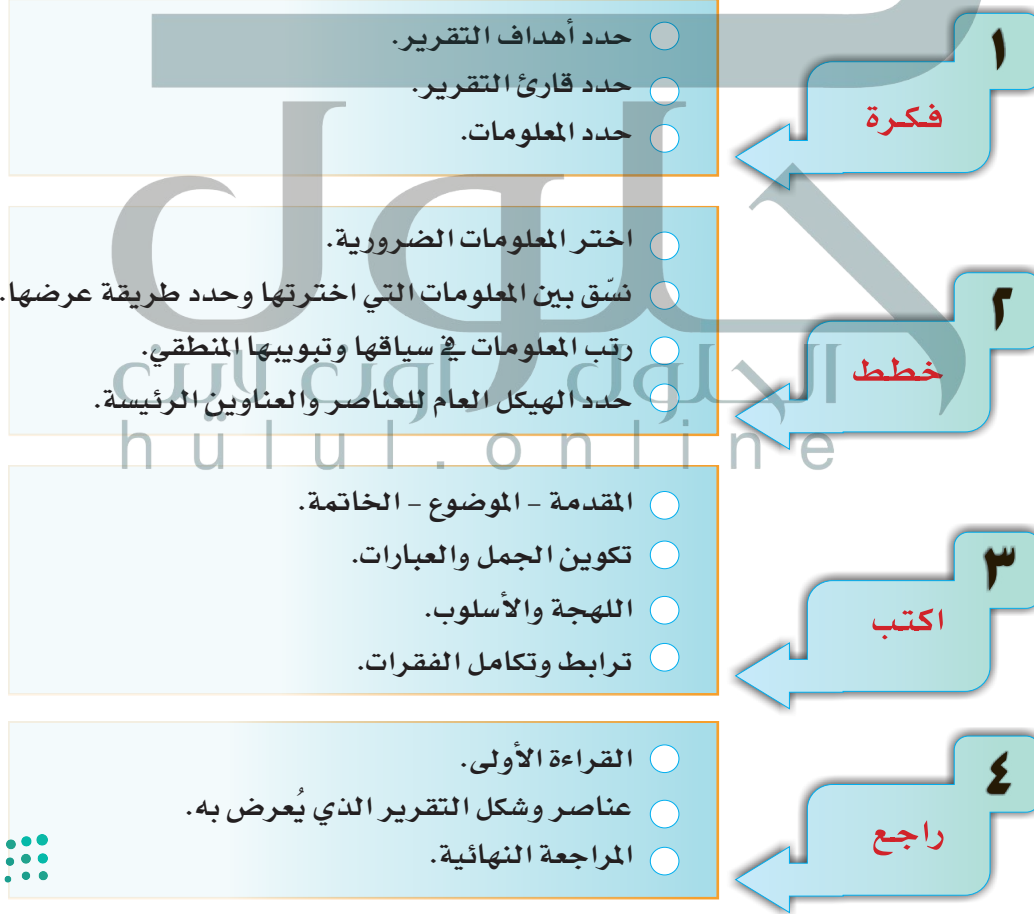 ١
فكرة
حدد أهداف التقرير.
حدد قارئ التقرير.
حدد المعلومات.
٢
خطط
اختر المعلومات الضرورية.
نسّق بين المعلومات التي اخترتها وحدد طريقة عرضها.
رتب المعلومات في سياقها وتبويبها المنطقي.
حدد الهيكل العام للعناصر والعناوين الرئيسة.
حلول
الحلول اون لاين
hulul.online
٣
اكتب
المقدمة – الموضوع – الخاتمة.
تكوين الجمل والعبارات.
اللهجة والأسلوب.
ترابط وتكامل الفقرات.
٤
راجع
القراءة الأولى.
عناصر وشكل التقرير الذي يُعرض به.
المراجعة النهائية.